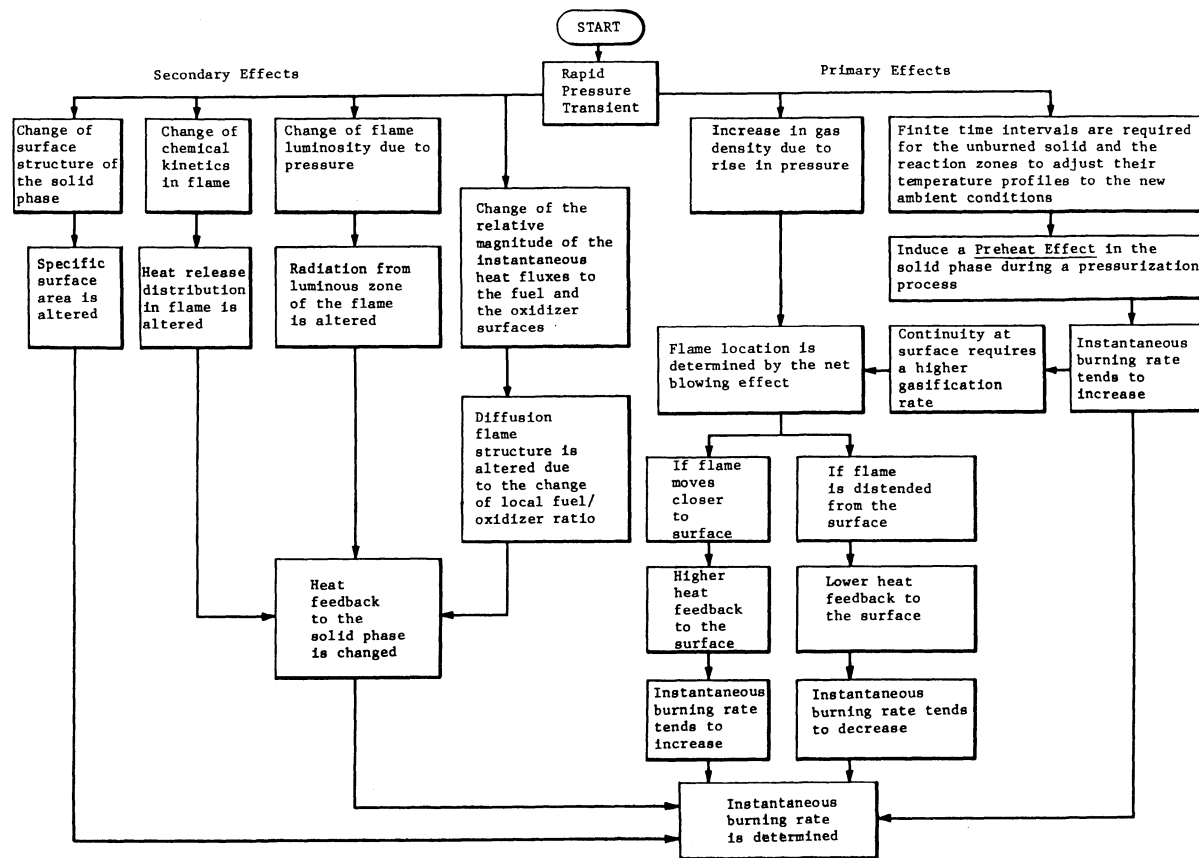 START
Secondary Effects
Rapid
Pressure
Transient
Primary Effects
Change of
surface
structure of
the solid
phase
Change of
chemical
kinetics
in flame
Change of flame
luminosity due to
pressure
Increase in gas
density due to
rise in pressure
Finite time intervals are required
for the unburned solid and the
reaction zones to adjust their
temperature profiles to the new
ambient conditions
Specific
surface
area is
altered
Heat release
distribution
in flame is
altered
Radiation from
luminous zone
of the flame
is altered
Change of the
relative
magnitude of the
instantaneous
heat fluxes to
the fuel and
the oxidizer
surfaces
Induce a Preheat Effect in the
solid phase during a pressurization
process
Flame location is
determined by the net
blowing effect
Continuity at
surface requires
a higher
gasification
rate
Instantaneous
burning rate
tends to
increase
Diffusion
flame
structure is
altered due
to the change
of local fuel/
oxidizer ratio
If flame
moves
closer
to
surface
If flame
is distended
from the
surface
Heat
feedback
to the
solid phase
is changed
Higher
heat
feedback
to the
surface
Lower heat
feedback to
the surface
Instantaneous
burning rate
tends to
increase
Instantaneous
burning rate tends
to decrease
Instantaneous
burning rate
is determined